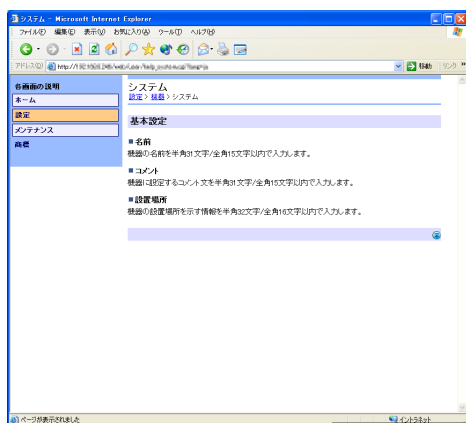 システム - Microsoft Internet Explorer
ファイル(F) 編集(E) 表示(V) お気に入り(A) ツール(T) ヘルプ(H)
アドレス(D) 移動 リンク »
各画面の説明
ホーム
設定
メンテナンス
商標
システム
設定 > 機器 > システム
基本設定
■名前
機器の名前を半角31文字/全角15文字以内で入力します。
■コメント
機器に設定するコメント文を半角31文字/全角15文字以内で入力します。
■設置場所
機器の設置場所を示す情報を半角32文字/全角16文字以内で入力します。
ページが表示されました
インターネット